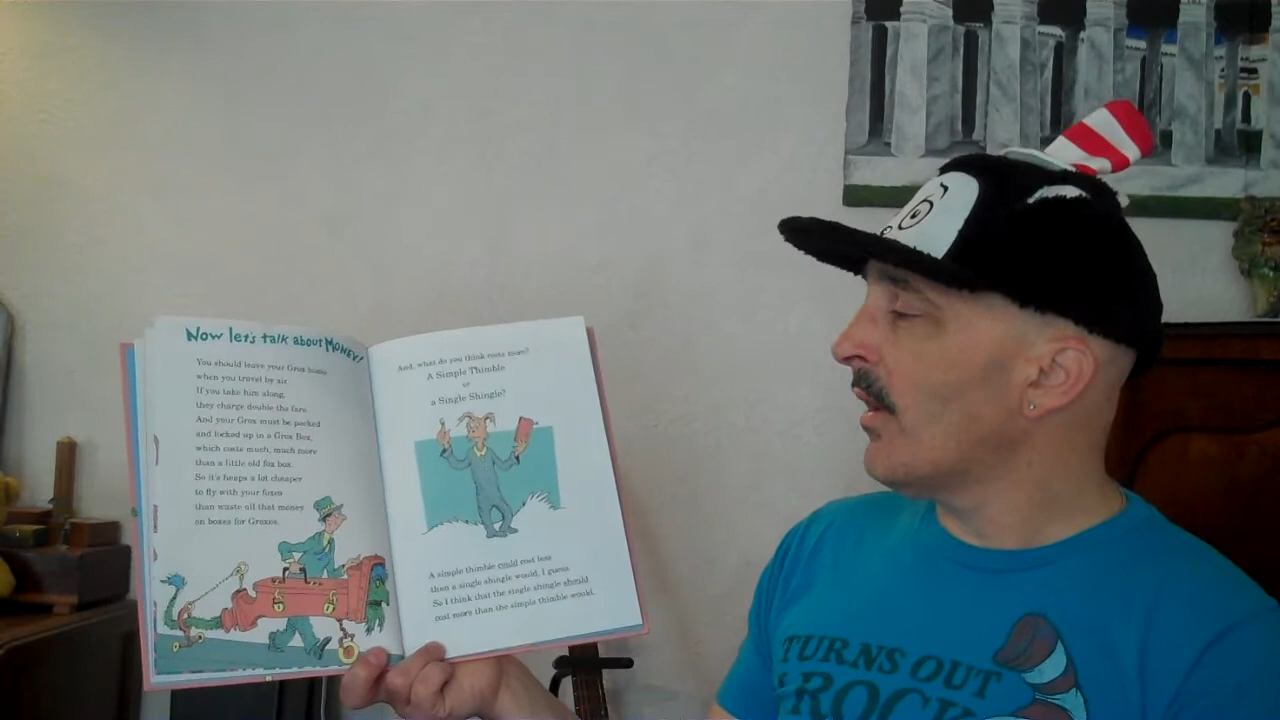 Now let's talk about MONEY!
You should leave your Grox home
when you travel by air.
If you take him along,
they charge double the fare.
And your Grox must be packed
and locked up in a Grox Box,
which costs much, much more
than a little old fox box.
So it's heaps a lot cheaper
to fly with your foxes
than waste all that money
on boxes for Groxes.
And, what do you think costs more?
A Simple Thimble
or
a Single Shingle?
A simple thimble could cost less
than a single shingle would, I guess.
So I think that the single shingle should
cost more than the simple thimble would.
TURNS OUT
ROCK